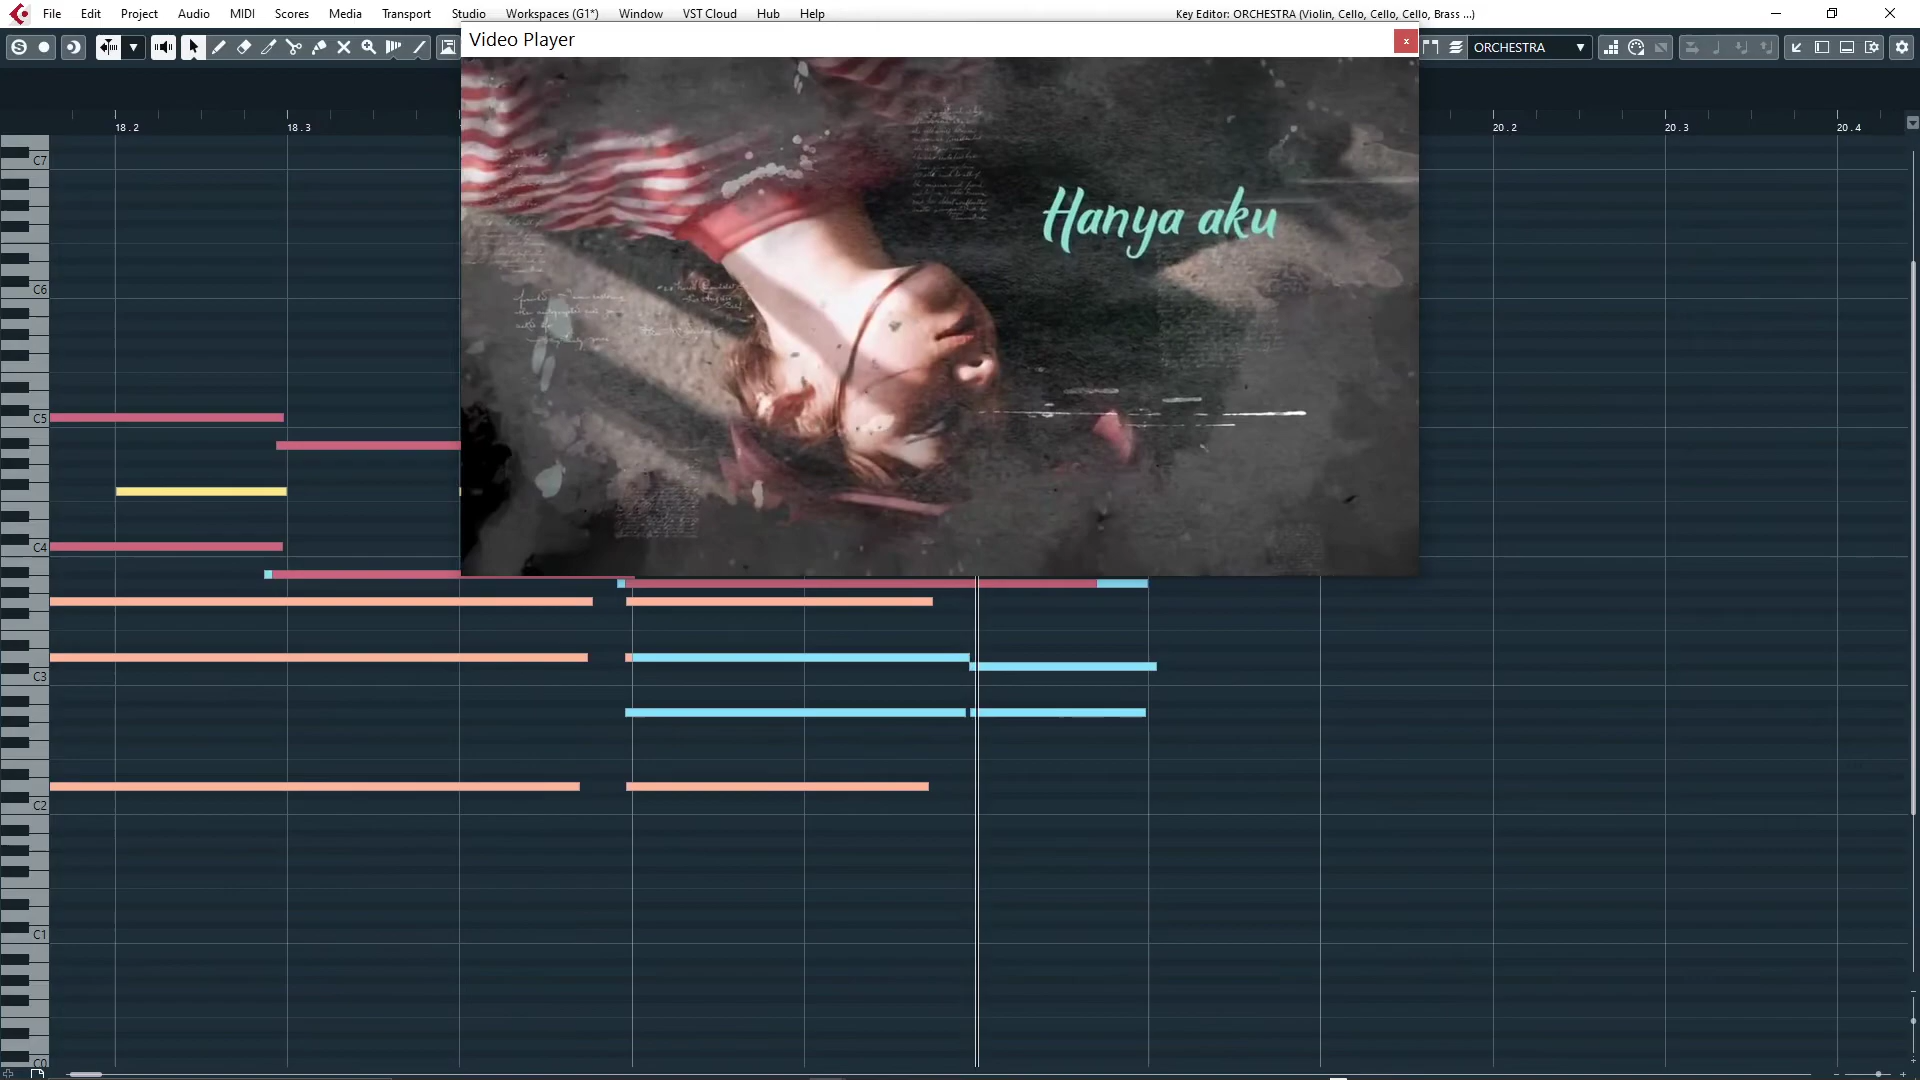 File Edit Project Audio MIDI Scores Media Transport Studio Workspaces (G1*) Window VST Cloud Hub Help Key Editor: ORCHESTRA (Violin, Cello, Cello, Cello, Brass ...)
Video Player
x
ORCHESTRA
18.2 18.3 20.2 20.3 20.4
C7
Hanya aku
C6
C5
C4
C3
C2
C1
C0